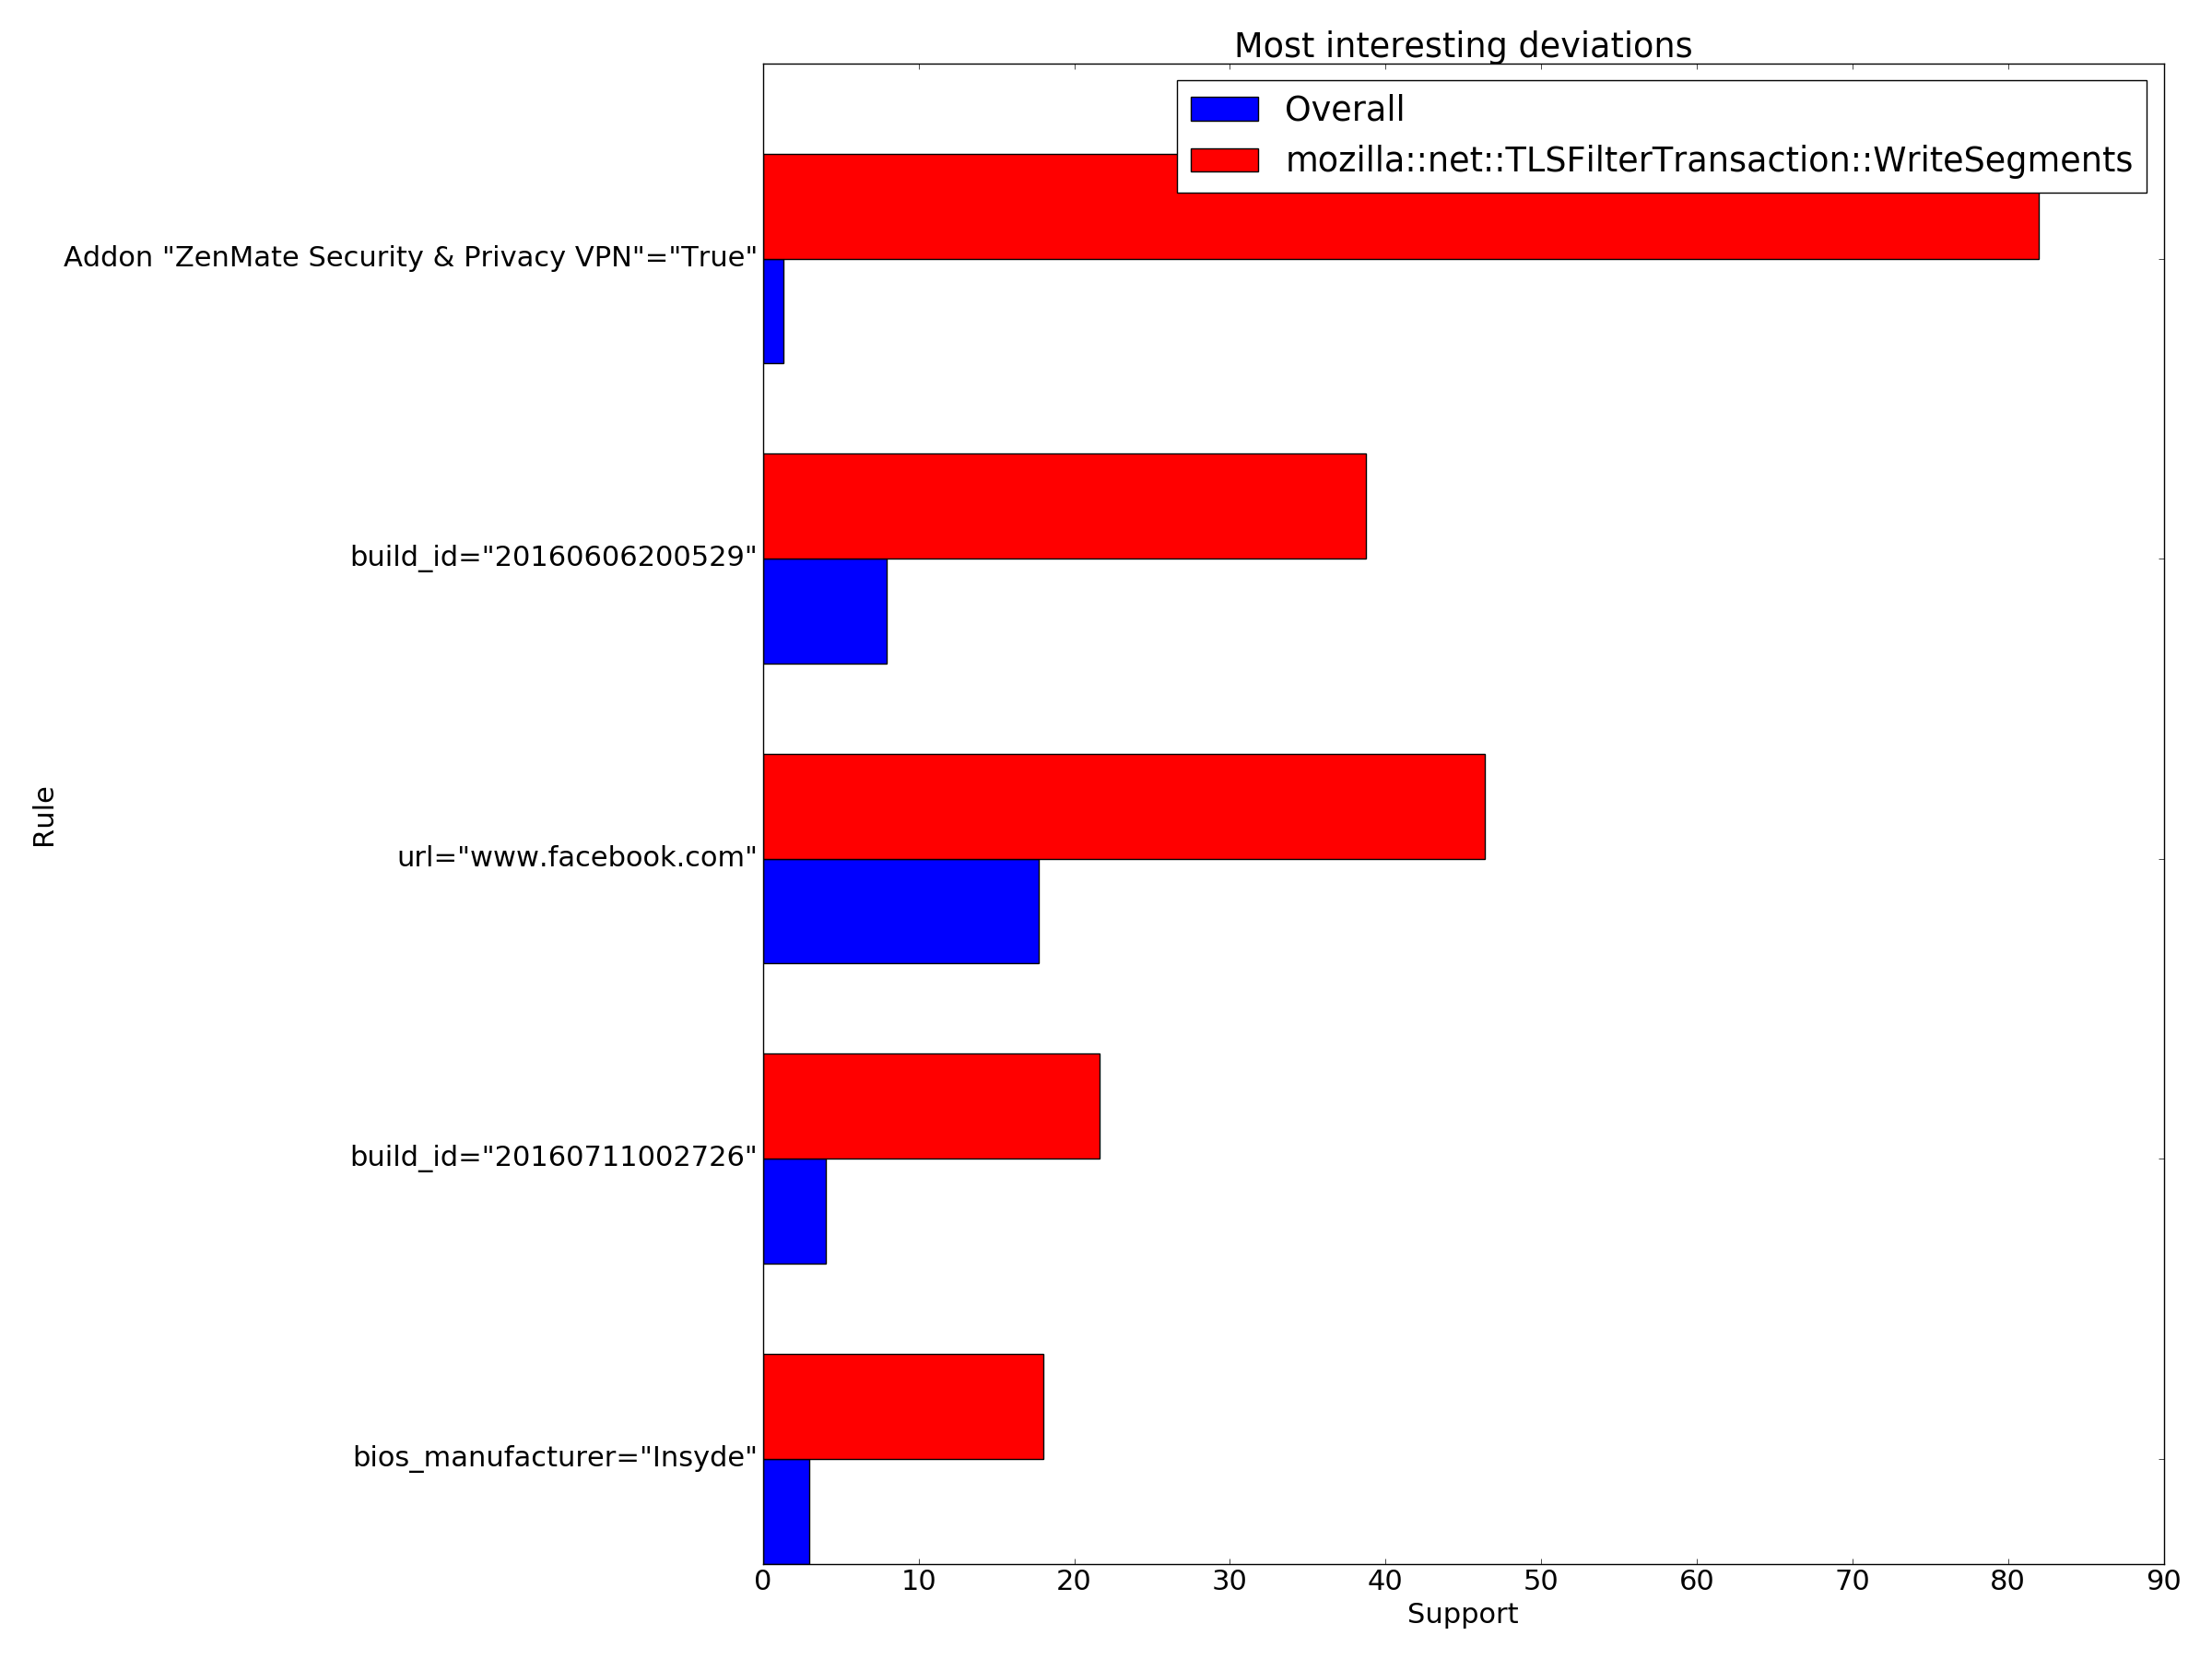 Most interesting deviations
Overall
mozilla::net::TLSFilterTransaction::WriteSegments
Addon "ZenMate Security & Privacy VPN"="True"
build_id="20160606200529"
url="www.facebook.com"
build_id="20160711002726"
bios_manufacturer="Insyde"
Rule
0 10 20 30 40 50 60 70 80 90
Support